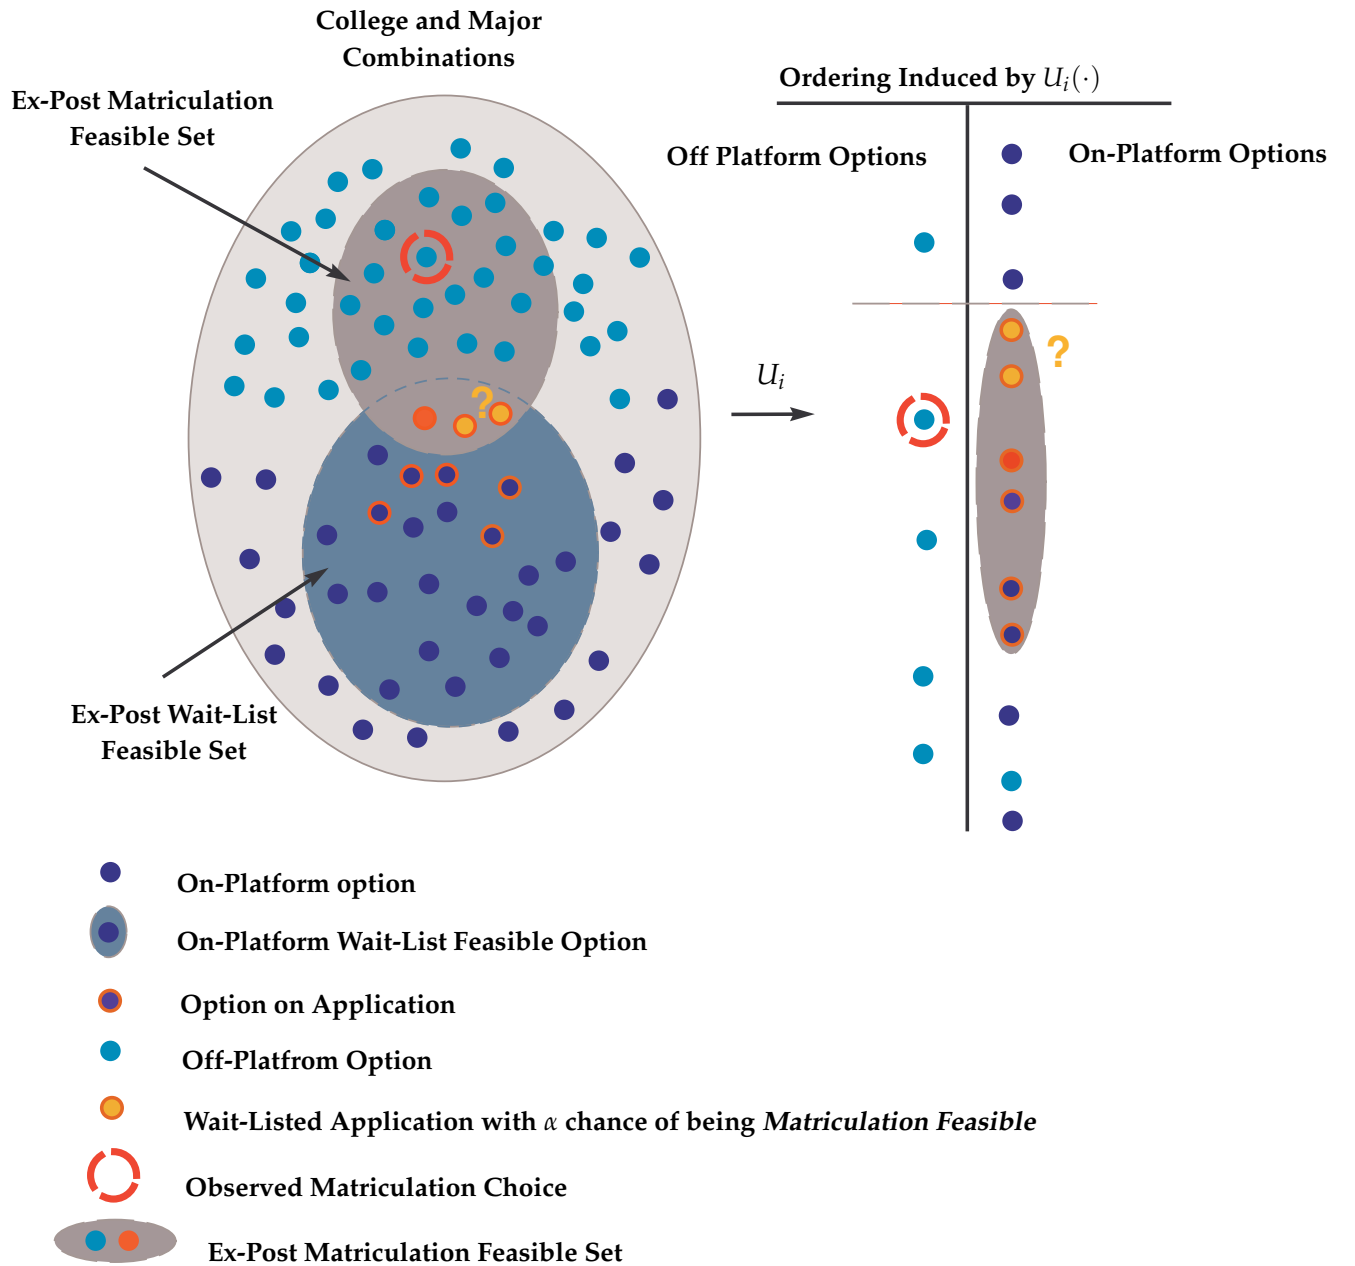 College and Major
Combinations
Ex-Post Matriculation
Feasible Set
Ordering Induced by U_i(·)
Off Platform Options
On-Platform Options
?
U_i
?
Ex-Post Wait-List
Feasible Set
On-Platform option
On-Platform Wait-List Feasible Option
Option on Application
Off-Platfrom Option
Wait-Listed Application with α chance of being Matriculation Feasible
Observed Matriculation Choice
Ex-Post Matriculation Feasible Set